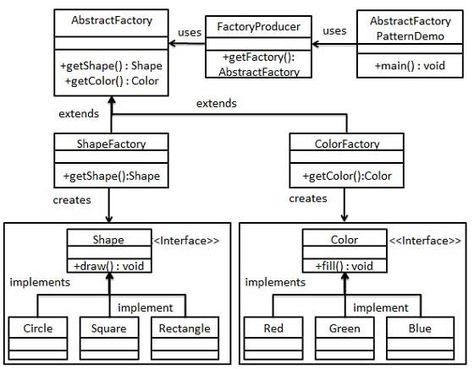 AbstractFactory
+getShape() : Shape
+getColor() : Color
uses
FactoryProducer
+getFactory():
AbstractFactory
uses
AbstractFactory
PatternDemo
+main() : void
extends
extends
ShapeFactory
+getShape():Shape
ColorFactory
+getColor():Color
creates
creates
Shape
<<Interface>>
+draw() : void
implements
implement
Circle
Square
Rectangle
Color
<<Interface>>
+fill() : void
implements
implement
Red
Green
Blue